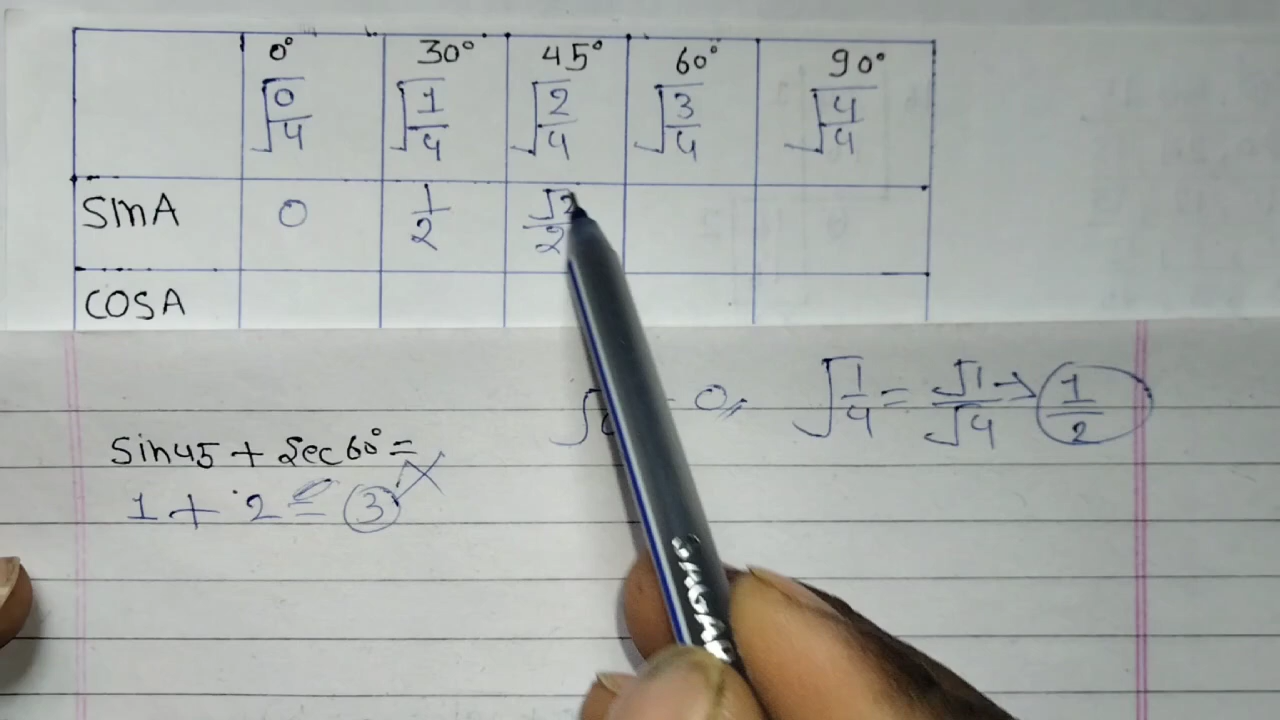 0° 30° 45° 60° 90°
√0/4 √1/4 √2/4 √3/4 √4/4
SinA 0 1/2 √2/2
COSA
0, √1/4 = √1/√4 → 1/2
Sin45 + Sec60° =
1 + 2 = 3